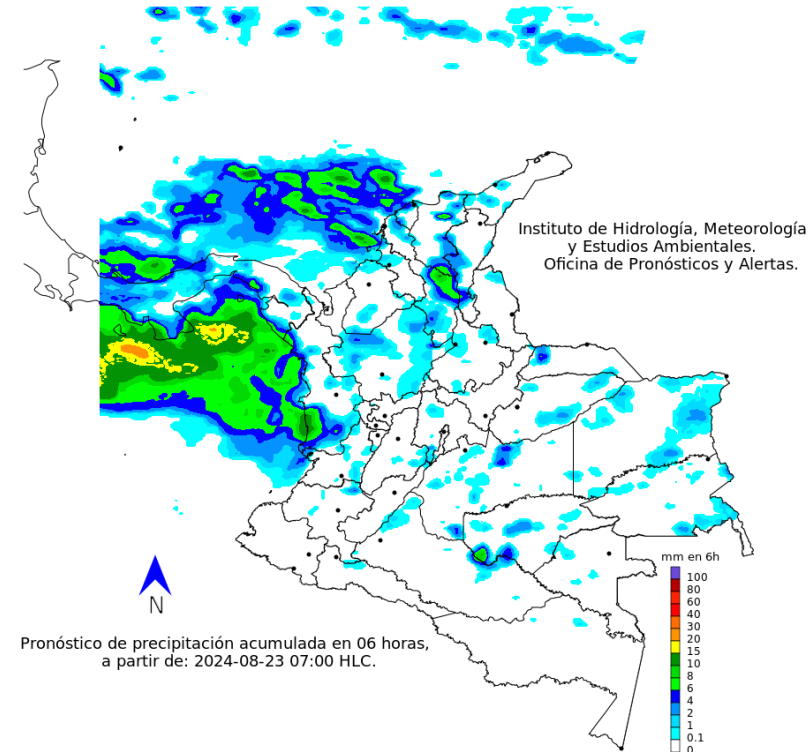 Instituto de Hidrología, Meteorología
y Estudios Ambientales.
Oficina de Pronósticos y Alertas.
N
Pronóstico de precipitación acumulada en 06 horas,
a partir de: 2024-08-23 07:00 HLC.
mm en 6h
100
80
60
40
30
20
15
10
8
6
4
2
1
0.1
0